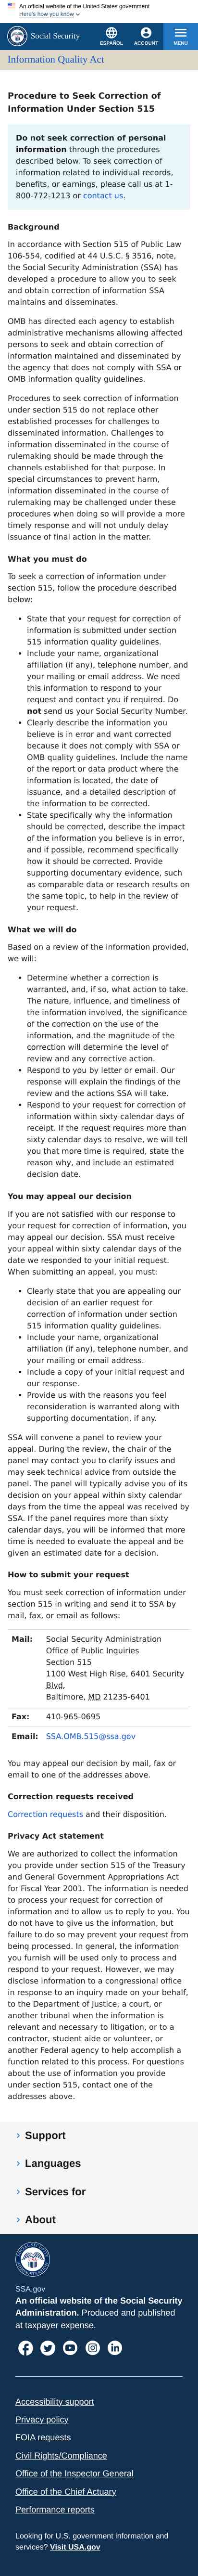 An official website of the United States government
Here's how you know
Social Security
ESPAÑOL
ACCOUNT
MENU
Information Quality Act
Procedure to Seek Correction of
Information Under Section 515
Do not seek correction of personal
information through the procedures
described below. To seek correction of
information related to individual records,
benefits, or earnings, please call us at 1-
800-772-1213 or contact us.
Background
In accordance with Section 515 of Public Law
106-554, codified at 44 U.S.C. § 3516, note,
the Social Security Administration (SSA) has
developed a procedure to allow you to seek
and obtain correction of information SSA
maintains and disseminates.
OMB has directed each agency to establish
administrative mechanisms allowing affected
persons to seek and obtain correction of
information maintained and disseminated by
the agency that does not comply with SSA or
OMB information quality guidelines.
Procedures to seek correction of information
under section 515 do not replace other
established processes for challenges to
disseminated information. Challenges to
information disseminated in the course of
rulemaking should be made through the
channels established for that purpose. In
special circumstances to prevent harm,
information disseminated in the course of
rulemaking may be challenged under these
procedures when doing so will provide a more
timely response and will not unduly delay
issuance of the final action in the matter.
What you must do
To seek a correction of information under
section 515, follow the procedure described
below:
• State that your request for correction of
information is submitted under section
515 information quality guidelines.
• Include your name, organizational
affiliation (if any), telephone number, and
your mailing or email address. We need
this information to respond to your
request and contact you if required. Do
not send us your Social Security Number.
• Clearly describe the information you
believe is in error and want corrected
because it does not comply with SSA or
OMB quality guidelines. Include the name
of the report or data product where the
information is located, the date of
issuance, and a detailed description of
the information to be corrected.
• State specifically why the information
should be corrected, describe the impact
of the information you believe is in error,
and if possible, recommend specifically
how it should be corrected. Provide
supporting documentary evidence, such
as comparable data or research results on
the same topic, to help in the review of
your request.
What we will do
Based on a review of the information provided,
we will:
• Determine whether a correction is
warranted, and, if so, what action to take.
The nature, influence, and timeliness of
the information involved, the significance
of the correction on the use of the
information, and the magnitude of the
correction will determine the level of
review and any corrective action.
• Respond to you by letter or email. Our
response will explain the findings of the
review and the actions SSA will take.
• Respond to your request for correction of
information within sixty calendar days of
receipt. If the request requires more than
sixty calendar days to resolve, we will tell
you that more time is required, state the
reason why, and include an estimated
decision date.
You may appeal our decision
If you are not satisfied with our response to
your request for correction of information, you
may appeal our decision. SSA must receive
your appeal within sixty calendar days of the
date we responded to your initial request.
When submitting an appeal, you must:
• Clearly state that you are appealing our
decision of an earlier request for
correction of information under section
515 information quality guidelines.
• Include your name, organizational
affiliation (if any), telephone number, and
your mailing or email address.
• Include a copy of your initial request and
our response.
• Provide us with the reasons you feel
reconsideration is warranted along with
supporting documentation, if any.
SSA will convene a panel to review your
appeal. During the review, the chair of the
panel may contact you to clarify issues and
may seek technical advice from outside the
panel. The panel will typically advise you of its
decision on your appeal within sixty calendar
days from the time the appeal was received by
SSA. If the panel requires more than sixty
calendar days, you will be informed that more
time is needed to evaluate the appeal and be
given an estimated date for a decision.
How to submit your request
You must seek correction of information under
section 515 in writing and send it to SSA by
mail, fax, or email as follows:
Mail: Social Security Administration
Office of Public Inquiries
Section 515
1100 West High Rise, 6401 Security
Blvd.
Baltimore, MD 21235-6401
Fax: 410-965-0695
Email: SSA.OMB.515@ssa.gov
You may appeal our decision by mail, fax or
email to one of the addresses above.
Correction requests received
Correction requests and their disposition.
Privacy Act statement
We are authorized to collect the information
you provide under section 515 of the Treasury
and General Government Appropriations Act
for Fiscal Year 2001. The information is needed
to process your request for correction of
information and to allow us to reply to you. You
do not have to give us the information, but
failure to do so may prevent your request from
being processed. In general, the information
you furnish will be used only to process and
respond to your request. However, we may
disclose information to a congressional office
in response to an inquiry made on your behalf,
to the Department of Justice, a court, or
another tribunal when the information is
relevant and necessary to litigation, or to a
contractor, student aide or volunteer, or
another Federal agency to help accomplish a
function related to this process. For questions
about the use of information you provide
under section 515, contact one of the
addresses above.
Support
Languages
Services for
About
SSA.gov
An official website of the Social Security
Administration. Produced and published
at taxpayer expense.
Accessibility support
Privacy policy
FOIA requests
Civil Rights/Compliance
Office of the Inspector General
Office of the Chief Actuary
Performance reports
Looking for U.S. government information and
services? Visit USA.gov